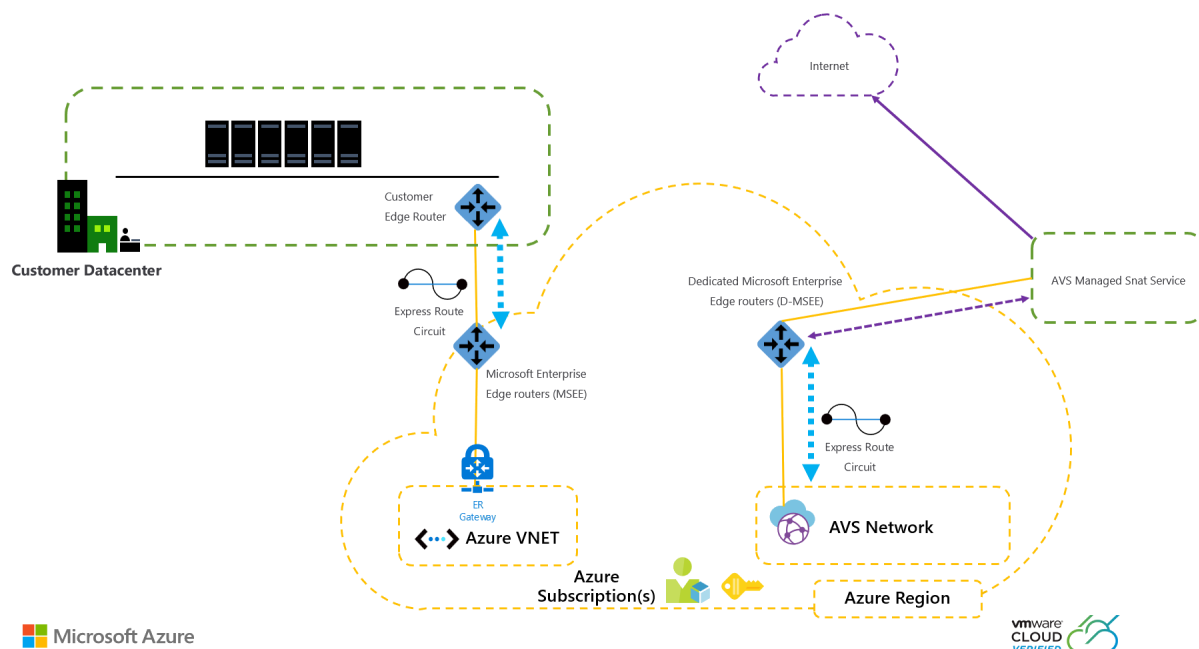 Internet
Customer
Edge Router
Customer Datacenter
Express Route
Circuit
Dedicated Microsoft Enterprise
Edge routers (D-MSEE)
AVS Managed Snat Service
Microsoft Enterprise
Edge routers (MSEE)
Express Route
Circuit
ER
Gateway
Azure VNET
AVS Network
Azure
Subscription(s)
Azure Region
Microsoft Azure
vmware
CLOUD
VERIFIED